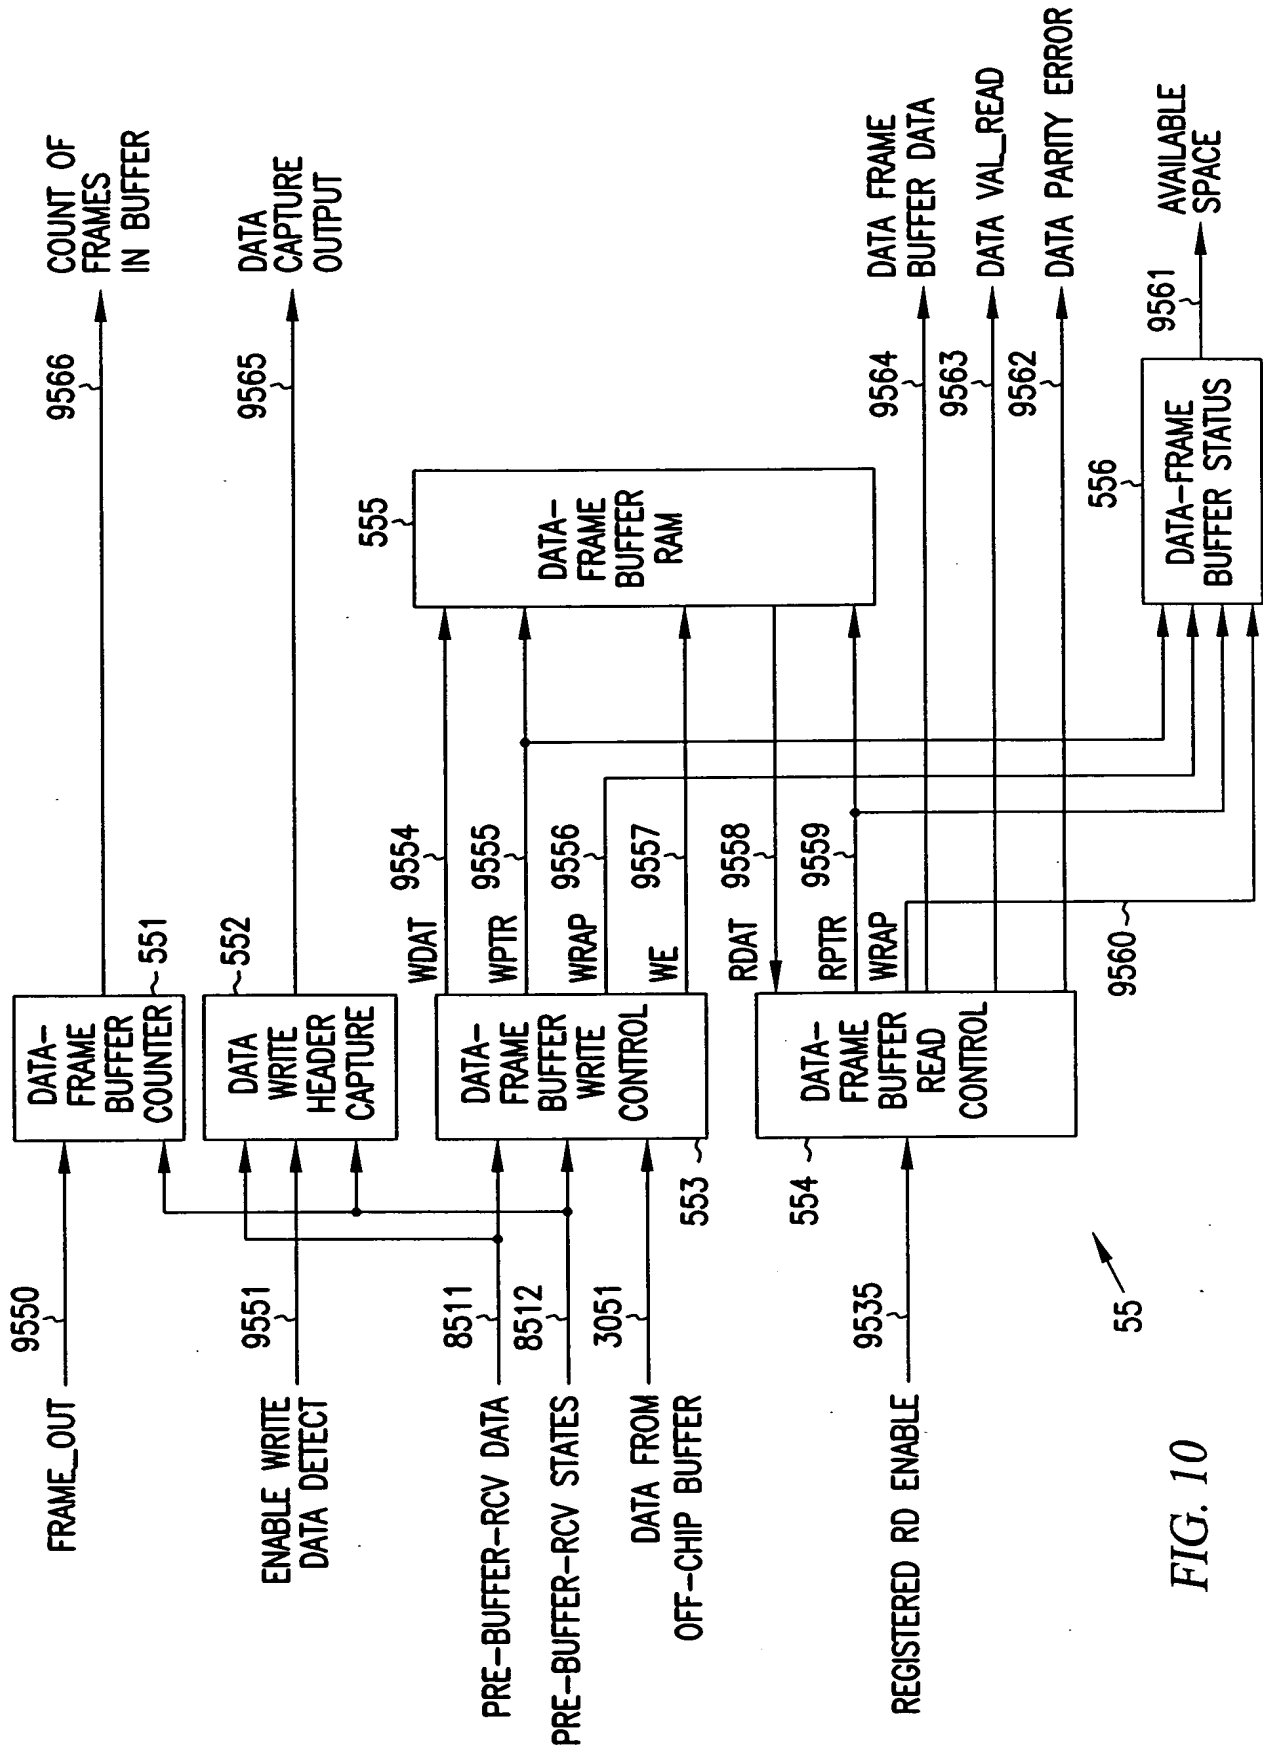 FRAME_OUT
9550
DATA-
FRAME
BUFFER
COUNTER
551
9566
COUNT OF
FRAMES
IN BUFFER
ENABLE WRITE
DATA DETECT
9551
DATA
WRITE
HEADER
CAPTURE
552
9565
DATA
CAPTURE
OUTPUT
PRE-BUFFER-RCV DATA
8511
PRE-BUFFER-RCV STATES
8512
DATA FROM
OFF-CHIP BUFFER
3051
DATA-
FRAME
BUFFER
WRITE
CONTROL
553
WDAT
9554
WPTR
9555
WRAP
9556
WE
9557
DATA-
FRAME
BUFFER
RAM
555
REGISTERED RD ENABLE
9535
DATA-
FRAME
BUFFER
READ
CONTROL
554
RDAT
9558
RPTR
9559
WRAP
9560
9564
DATA FRAME
BUFFER DATA
9563
DATA VAL_READ
9562
DATA PARITY ERROR
DATA-FRAME
BUFFER STATUS
556
9561
AVAILABLE
SPACE
55
FIG. 10